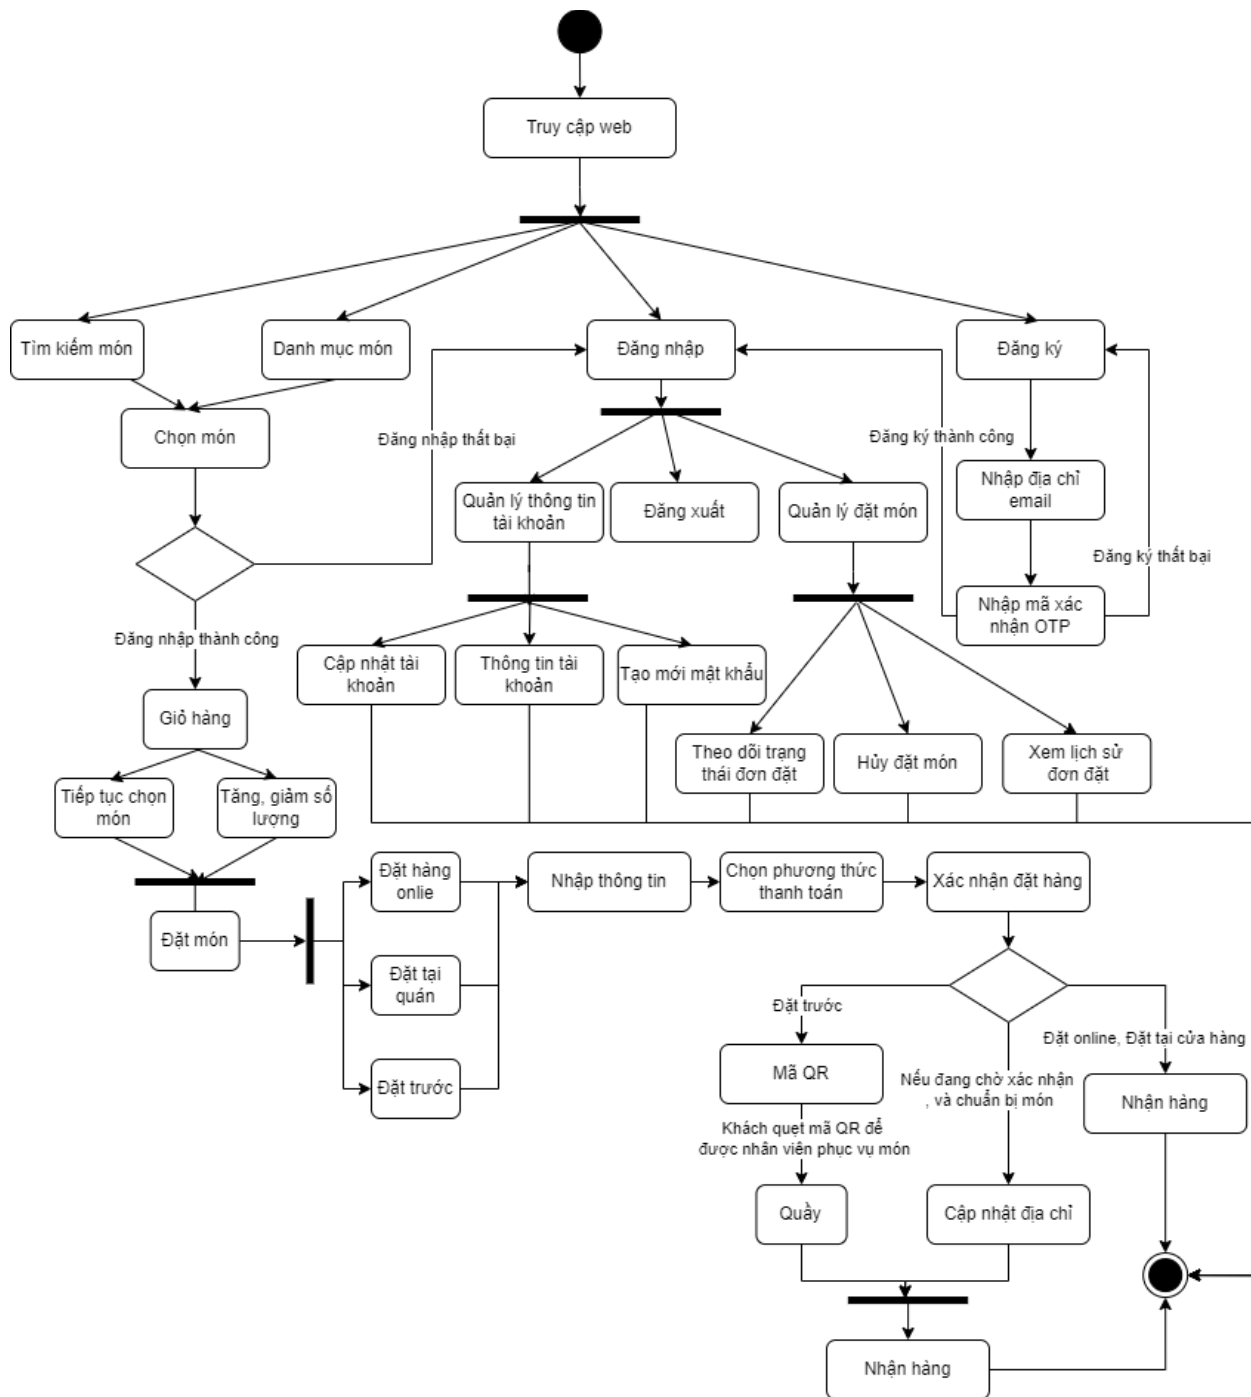 Truy cập web
Tìm kiếm món
Danh mục món
Đăng nhập
Đăng ký
Chọn món
Đăng nhập thất bại
Đăng ký thành công
Nhập địa chỉ
email
Quản lý thông tin
tài khoản
Đăng xuất
Quản lý đặt món
Đăng ký thất bại
Nhập mã xác
nhận OTP
Đăng nhập thành công
Cập nhật tài
khoản
Thông tin tài
khoản
Tạo mới mật khẩu
Giỏ hàng
Theo dõi trạng
thái đơn đặt
Hủy đặt món
Xem lịch sử
đơn đặt
Tiếp tục chọn
món
Tăng, giảm số
lượng
Đặt hàng
onlie
Nhập thông tin
Chọn phương thức
thanh toán
Xác nhận đặt hàng
Đặt món
Đặt tại
quán
Đặt trước
Đặt trước
Đặt online, Đặt tại cửa hàng
Mã QR
Nếu đang chờ xác nhận
, và chuẩn bị món
Nhận hàng
Khách quẹt mã QR để
được nhân viên phục vụ món
Quầy
Cập nhật địa chỉ
Nhận hàng